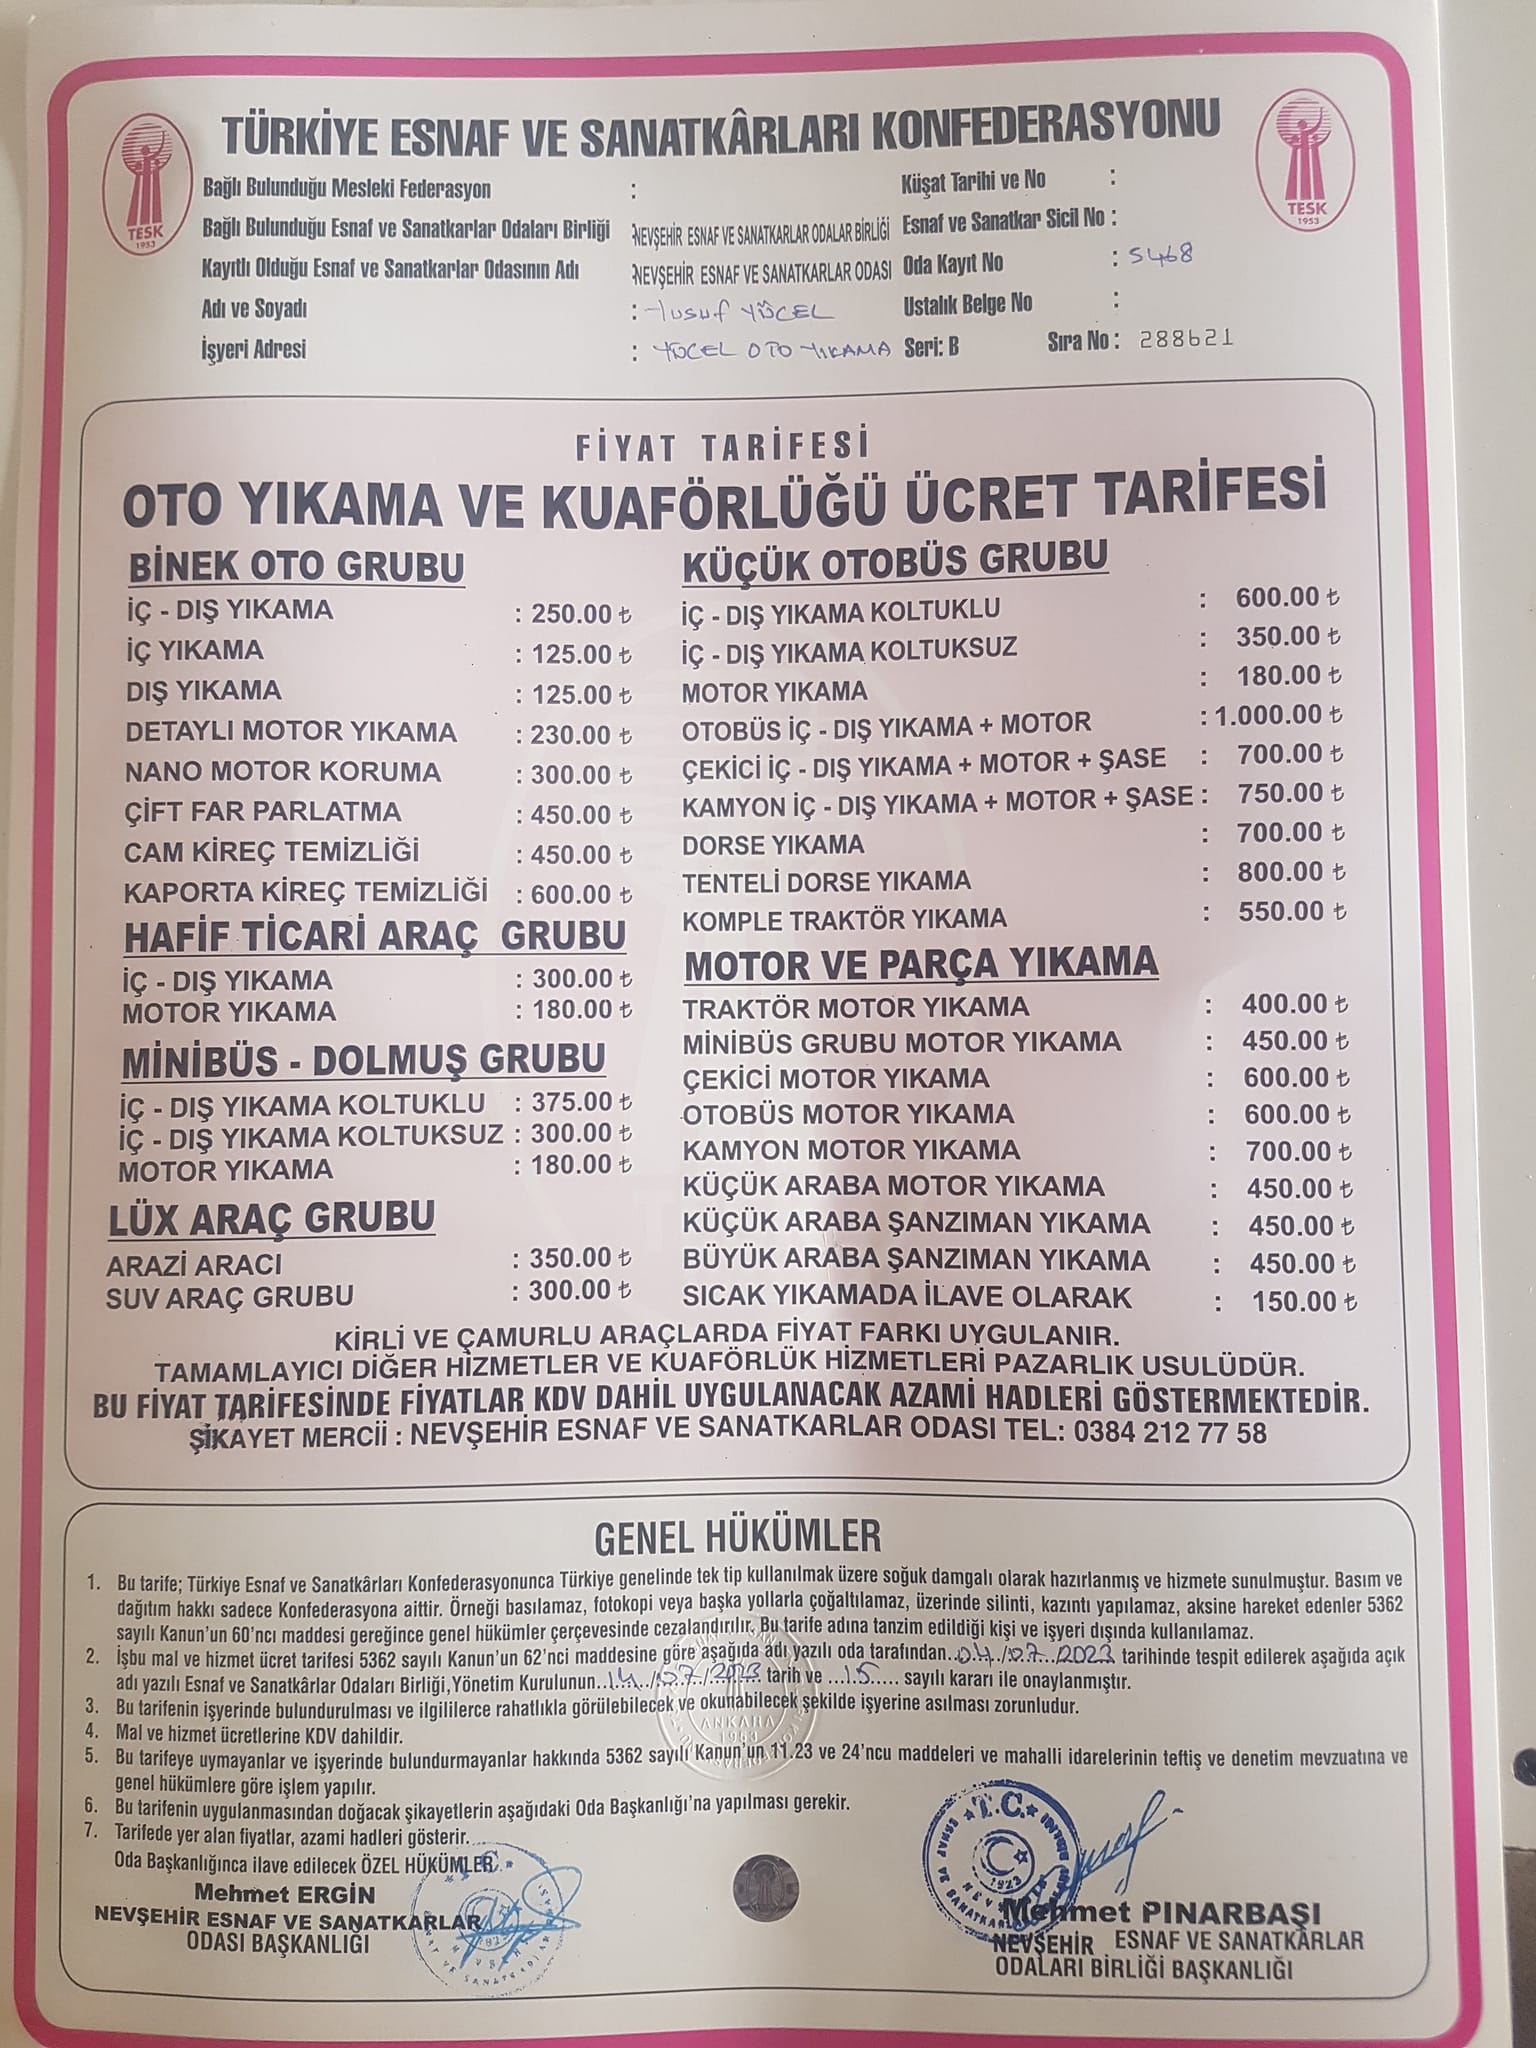 TÜRKİYE ESNAF VE SANATKÂRLARI KONFEDERASYONU
TESK
1953
TESK
1953
Bağlı Bulunduğu Mesleki Federasyon :
Bağlı Bulunduğu Esnaf ve Sanatkarlar Odaları Birliği :NEVŞEHİR ESNAF VE SANATKARLAR ODALAR BİRLİĞİ
Kayıtlı Olduğu Esnaf ve Sanatkarlar Odasının Adı :NEVŞEHİR ESNAF VE SANATKARLAR ODASI
Adı ve Soyadı : Yusuf YÜCEL
İşyeri Adresi : YÜCEL OTO YIKAMA
Küşat Tarihi ve No :
Esnaf ve Sanatkar Sicil No :
Oda Kayıt No : 5468
Ustalık Belge No :
Seri: B Sıra No : 288621
FİYAT TARİFESİ
OTO YIKAMA VE KUAFÖRLÜĞÜ ÜCRET TARİFESİ
BİNEK OTO GRUBU
İÇ - DIŞ YIKAMA : 250.00 ₺
İÇ YIKAMA : 125.00 ₺
DIŞ YIKAMA : 125.00 ₺
DETAYLI MOTOR YIKAMA : 230.00 ₺
NANO MOTOR KORUMA : 300.00 ₺
ÇİFT FAR PARLATMA : 450.00 ₺
CAM KİREÇ TEMİZLİĞİ : 450.00 ₺
KAPORTA KİREÇ TEMİZLİĞİ : 600.00 ₺
HAFİF TİCARİ ARAÇ GRUBU
İÇ - DIŞ YIKAMA : 300.00 ₺
MOTOR YIKAMA : 180.00 ₺
MİNİBÜS - DOLMUŞ GRUBU
İÇ - DIŞ YIKAMA KOLTUKLU : 375.00 ₺
İÇ - DIŞ YIKAMA KOLTUKSUZ : 300.00 ₺
MOTOR YIKAMA : 180.00 ₺
LÜX ARAÇ GRUBU
ARAZİ ARACI : 350.00 ₺
SUV ARAÇ GRUBU : 300.00 ₺
KÜÇÜK OTOBÜS GRUBU
İÇ - DIŞ YIKAMA KOLTUKLU : 600.00 ₺
İÇ - DIŞ YIKAMA KOLTUKSUZ : 350.00 ₺
MOTOR YIKAMA : 180.00 ₺
OTOBÜS İÇ - DIŞ YIKAMA + MOTOR : 1.000.00 ₺
ÇEKİCİ İÇ - DIŞ YIKAMA + MOTOR + ŞASE : 700.00 ₺
KAMYON İÇ - DIŞ YIKAMA + MOTOR + ŞASE : 750.00 ₺
DORSE YIKAMA : 700.00 ₺
TENTELİ DORSE YIKAMA : 800.00 ₺
KOMPLE TRAKTÖR YIKAMA : 550.00 ₺
MOTOR VE PARÇA YIKAMA
TRAKTÖR MOTOR YIKAMA : 400.00 ₺
MİNİBÜS GRUBU MOTOR YIKAMA : 450.00 ₺
ÇEKİCİ MOTOR YIKAMA : 600.00 ₺
OTOBÜS MOTOR YIKAMA : 600.00 ₺
KAMYON MOTOR YIKAMA : 700.00 ₺
KÜÇÜK ARABA MOTOR YIKAMA : 450.00 ₺
KÜÇÜK ARABA ŞANZIMAN YIKAMA : 450.00 ₺
BÜYÜK ARABA ŞANZIMAN YIKAMA : 450.00 ₺
SICAK YIKAMADA İLAVE OLARAK : 150.00 ₺
KİRLİ VE ÇAMURLU ARAÇLARDA FİYAT FARKI UYGULANIR.
TAMAMLAYICI DİĞER HİZMETLER VE KUAFÖRLÜK HİZMETLERİ PAZARLIK USULÜDÜR.
BU FİYAT TARİFESİNDE FİYATLAR KDV DAHİL UYGULANACAK AZAMİ HADLERİ GÖSTERMEKTEDİR.
ŞİKAYET MERCİİ : NEVŞEHİR ESNAF VE SANATKARLAR ODASI TEL: 0384 212 77 58
GENEL HÜKÜMLER
1. Bu tarife; Türkiye Esnaf ve Sanatkârları Konfederasyonunca Türkiye genelinde tek tip kullanılmak üzere soğuk damgalı olarak hazırlanmış ve hizmete sunulmuştur. Basım ve
dağıtım hakkı sadece Konfederasyona aittir. Örneği basılamaz, fotokopi veya başka yollarla çoğaltılamaz, üzerinde silinti, kazıntı yapılamaz, aksine hareket edenler 5362
sayılı Kanun'un 60'ncı maddesi gereğince genel hükümler çerçevesinde cezalandırılır. Bu tarife adına tanzim edildiği kişi ve işyeri dışında kullanılamaz.
2. İşbu mal ve hizmet ücret tarifesi 5362 sayılı Kanun'un 62'nci maddesine göre aşağıda adı yazılı oda tarafından..04./.07../2023 tarihinde tespit edilerek aşağıda açık
adı yazılı Esnaf ve Sanatkârlar Odaları Birliği,Yönetim Kurulunun..14../07/2023 tarih ve ...15..... sayılı kararı ile onaylanmıştır.
3. Bu tarifenin işyerinde bulundurulması ve ilgililerce rahatlıkla görülebilecek ve okunabilecek şekilde işyerine asılması zorunludur.
4. Mal ve hizmet ücretlerine KDV dahildir.
5. Bu tarifeye uymayanlar ve işyerinde bulundurmayanlar hakkında 5362 sayılı Kanun'un 11.23 ve 24'ncu maddeleri ve mahalli idarelerinin teftiş ve denetim mevzuatına ve
genel hükümlere göre işlem yapılır.
6. Bu tarifenin uygulanmasından doğacak şikayetlerin aşağıdaki Oda Başkanlığı'na yapılması gerekir.
7. Tarifede yer alan fiyatlar, azami hadleri gösterir.
Oda Başkanlığınca ilave edilecek ÖZEL HÜKÜMLER
ANKARA
1953
Mehmet ERGİN
NEVŞEHİR ESNAF VE SANATKARLAR
ODASI BAŞKANLIĞI
T.C.
1923
Mehmet PINARBAŞI
NEVŞEHİR ESNAF VE SANATKARLAR
ODALARI BİRLİĞİ BAŞKANLIĞI